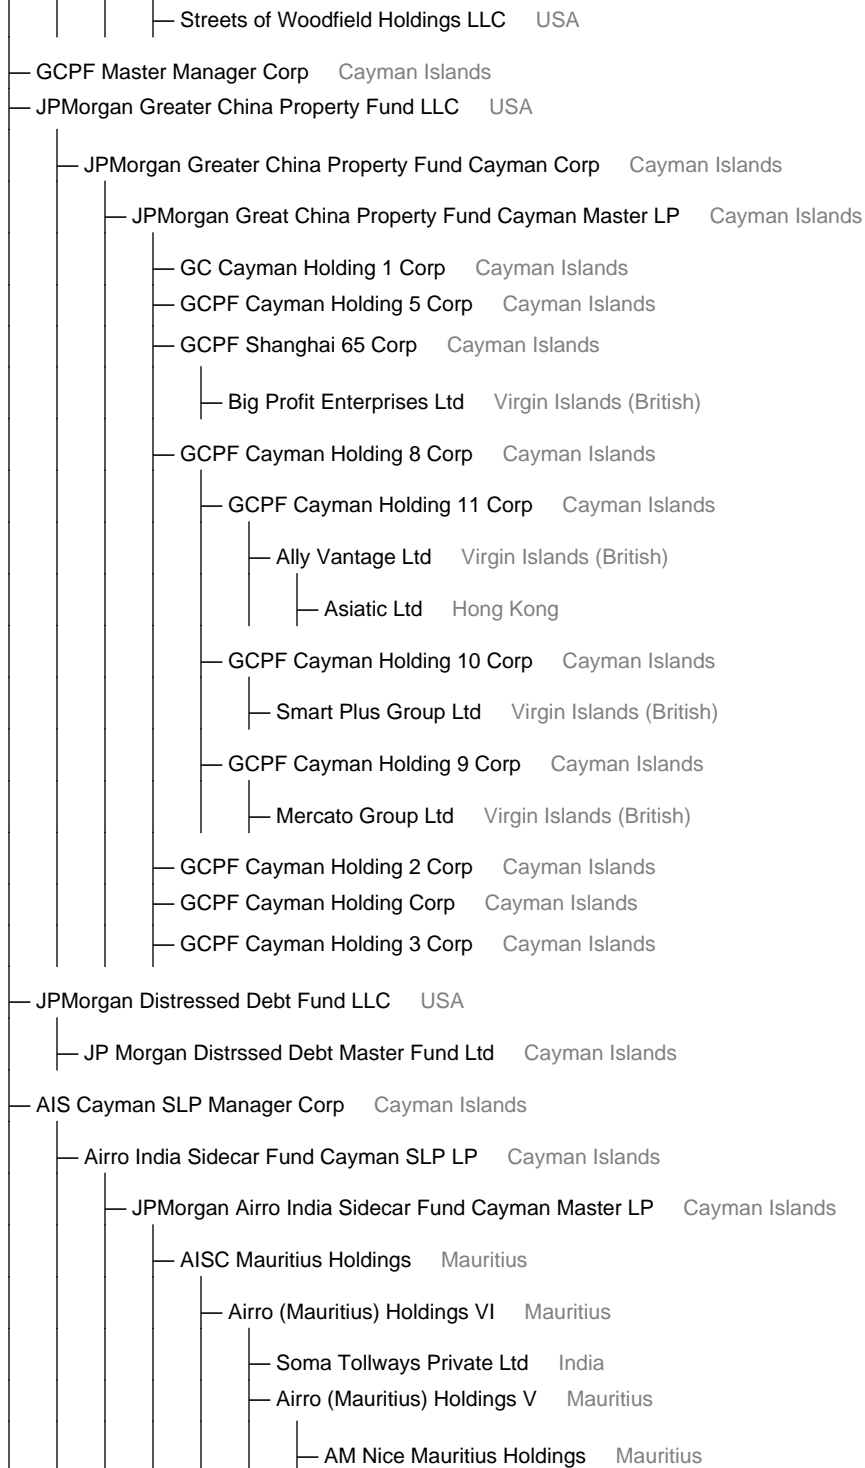 Streets of Woodfield Holdings LLC USA
GCPF Master Manager Corp Cayman Islands
JPMorgan Greater China Property Fund LLC USA
JPMorgan Greater China Property Fund Cayman Corp Cayman Islands
JPMorgan Great China Property Fund Cayman Master LP Cayman Islands
GC Cayman Holding 1 Corp Cayman Islands
GCPF Cayman Holding 5 Corp Cayman Islands
GCPF Shanghai 65 Corp Cayman Islands
Big Profit Enterprises Ltd Virgin Islands (British)
GCPF Cayman Holding 8 Corp Cayman Islands
GCPF Cayman Holding 11 Corp Cayman Islands
Ally Vantage Ltd Virgin Islands (British)
Asiatic Ltd Hong Kong
GCPF Cayman Holding 10 Corp Cayman Islands
Smart Plus Group Ltd Virgin Islands (British)
GCPF Cayman Holding 9 Corp Cayman Islands
Mercato Group Ltd Virgin Islands (British)
GCPF Cayman Holding 2 Corp Cayman Islands
GCPF Cayman Holding Corp Cayman Islands
GCPF Cayman Holding 3 Corp Cayman Islands
JPMorgan Distressed Debt Fund LLC USA
JP Morgan Distrssed Debt Master Fund Ltd Cayman Islands
AIS Cayman SLP Manager Corp Cayman Islands
Airro India Sidecar Fund Cayman SLP LP Cayman Islands
JPMorgan Airro India Sidecar Fund Cayman Master LP Cayman Islands
AISC Mauritius Holdings Mauritius
Airro (Mauritius) Holdings VI Mauritius
Soma Tollways Private Ltd India
Airro (Mauritius) Holdings V Mauritius
AM Nice Mauritius Holdings Mauritius